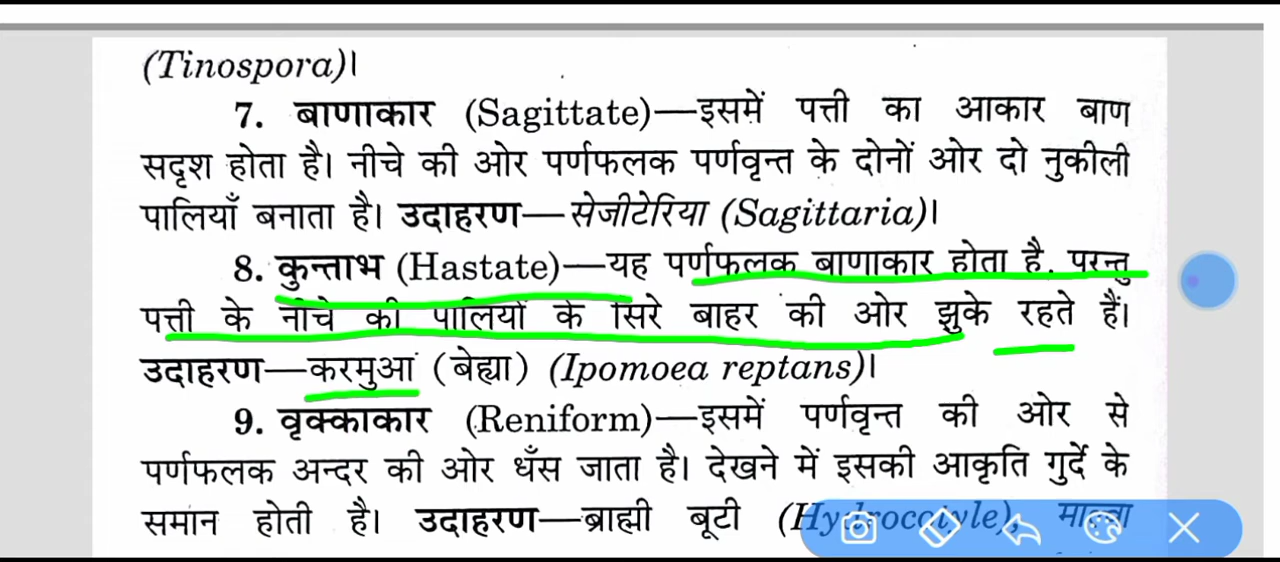 (Tinospora)।
7. बाणाकार (Sagittate)—इसमें पत्ती का आकार बाण
सदृश होता है। नीचे की ओर पर्णफलक पर्णवृन्त के दोनों ओर दो नुकीली
पालियाँ बनाता है। उदाहरण—सेजीटेरिया (Sagittaria)।
8. कुन्ताभ (Hastate)—यह पर्णफलक बाणाकार होता है, परन्तु
पत्ती के नीचे की पालियों के सिरे बाहर की ओर झुके रहते हैं।
उदाहरण—करमुआं (बेह्या) (Ipomoea reptans)।
9. वृक्काकार (Reniform)—इसमें पर्णवृन्त की ओर से
पर्णफलक अन्दर की ओर धँस जाता है। देखने में इसकी आकृति गुर्दे के
समान होती है। उदाहरण—ब्राह्मी बूटी (Hydrocotyle),